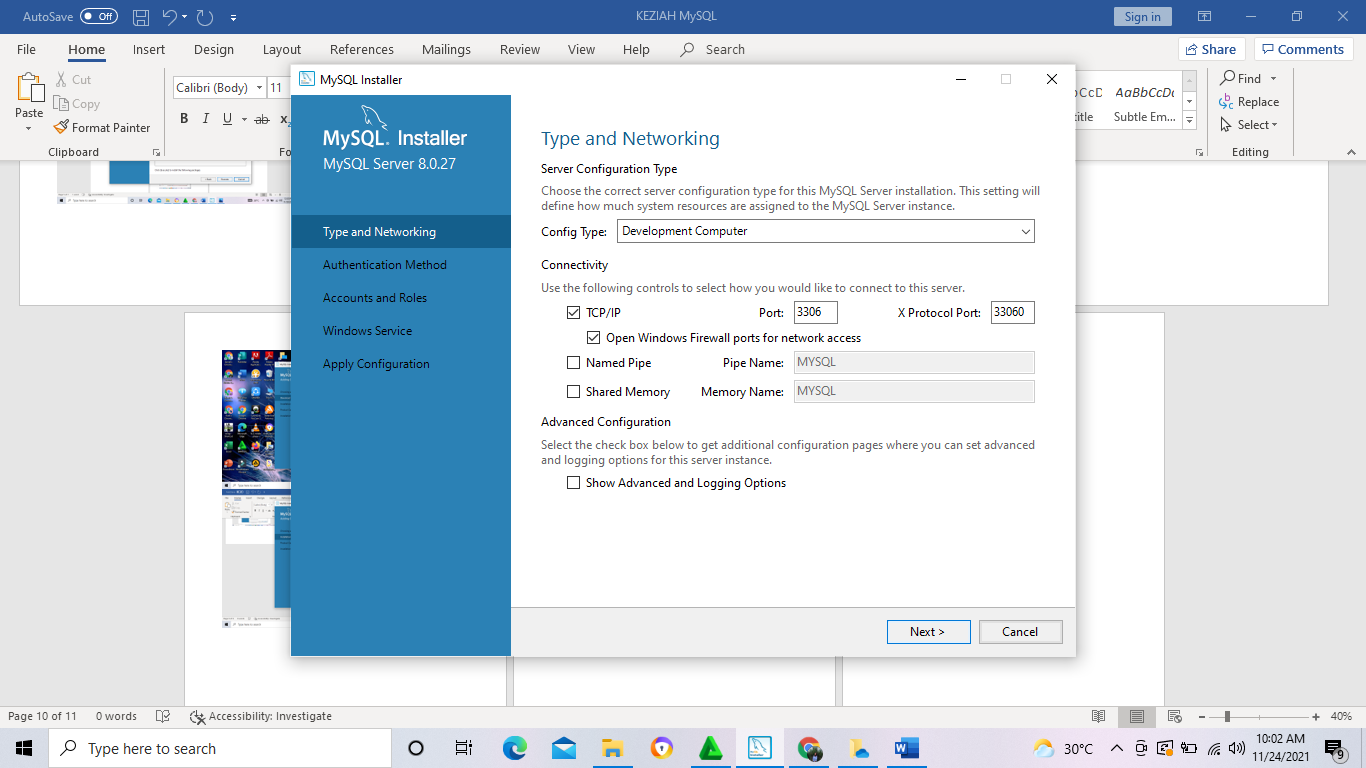 AutoSave Off KEZIAH MySQL Sign in
File Home Insert Design Layout References Mailings Review View Help Search Share Comments
Paste
Cut
Copy
Format Painter
Clipboard
Calibri (Body) 11
B I U ab x
AaBbCcDc
Subtle Em...
Find
Replace
Select
Editing
MySQL Installer
MySQL. Installer
MySQL Server 8.0.27
Type and Networking
Authentication Method
Accounts and Roles
Windows Service
Apply Configuration
Type and Networking
Server Configuration Type
Choose the correct server configuration type for this MySQL Server installation. This setting will
define how much system resources are assigned to the MySQL Server instance.
Config Type: Development Computer
Connectivity
Use the following controls to select how you would like to connect to this server.
TCP/IP Port: 3306 X Protocol Port: 33060
Open Windows Firewall ports for network access
Named Pipe Pipe Name: MYSQL
Shared Memory Memory Name: MYSQL
Advanced Configuration
Select the check box below to get additional configuration pages where you can set advanced
and logging options for this server instance.
Show Advanced and Logging Options
Next > Cancel
Page 10 of 11 0 words Accessibility: Investigate 40%
Type here to search 30°C 10:02 AM
11/24/2021 9